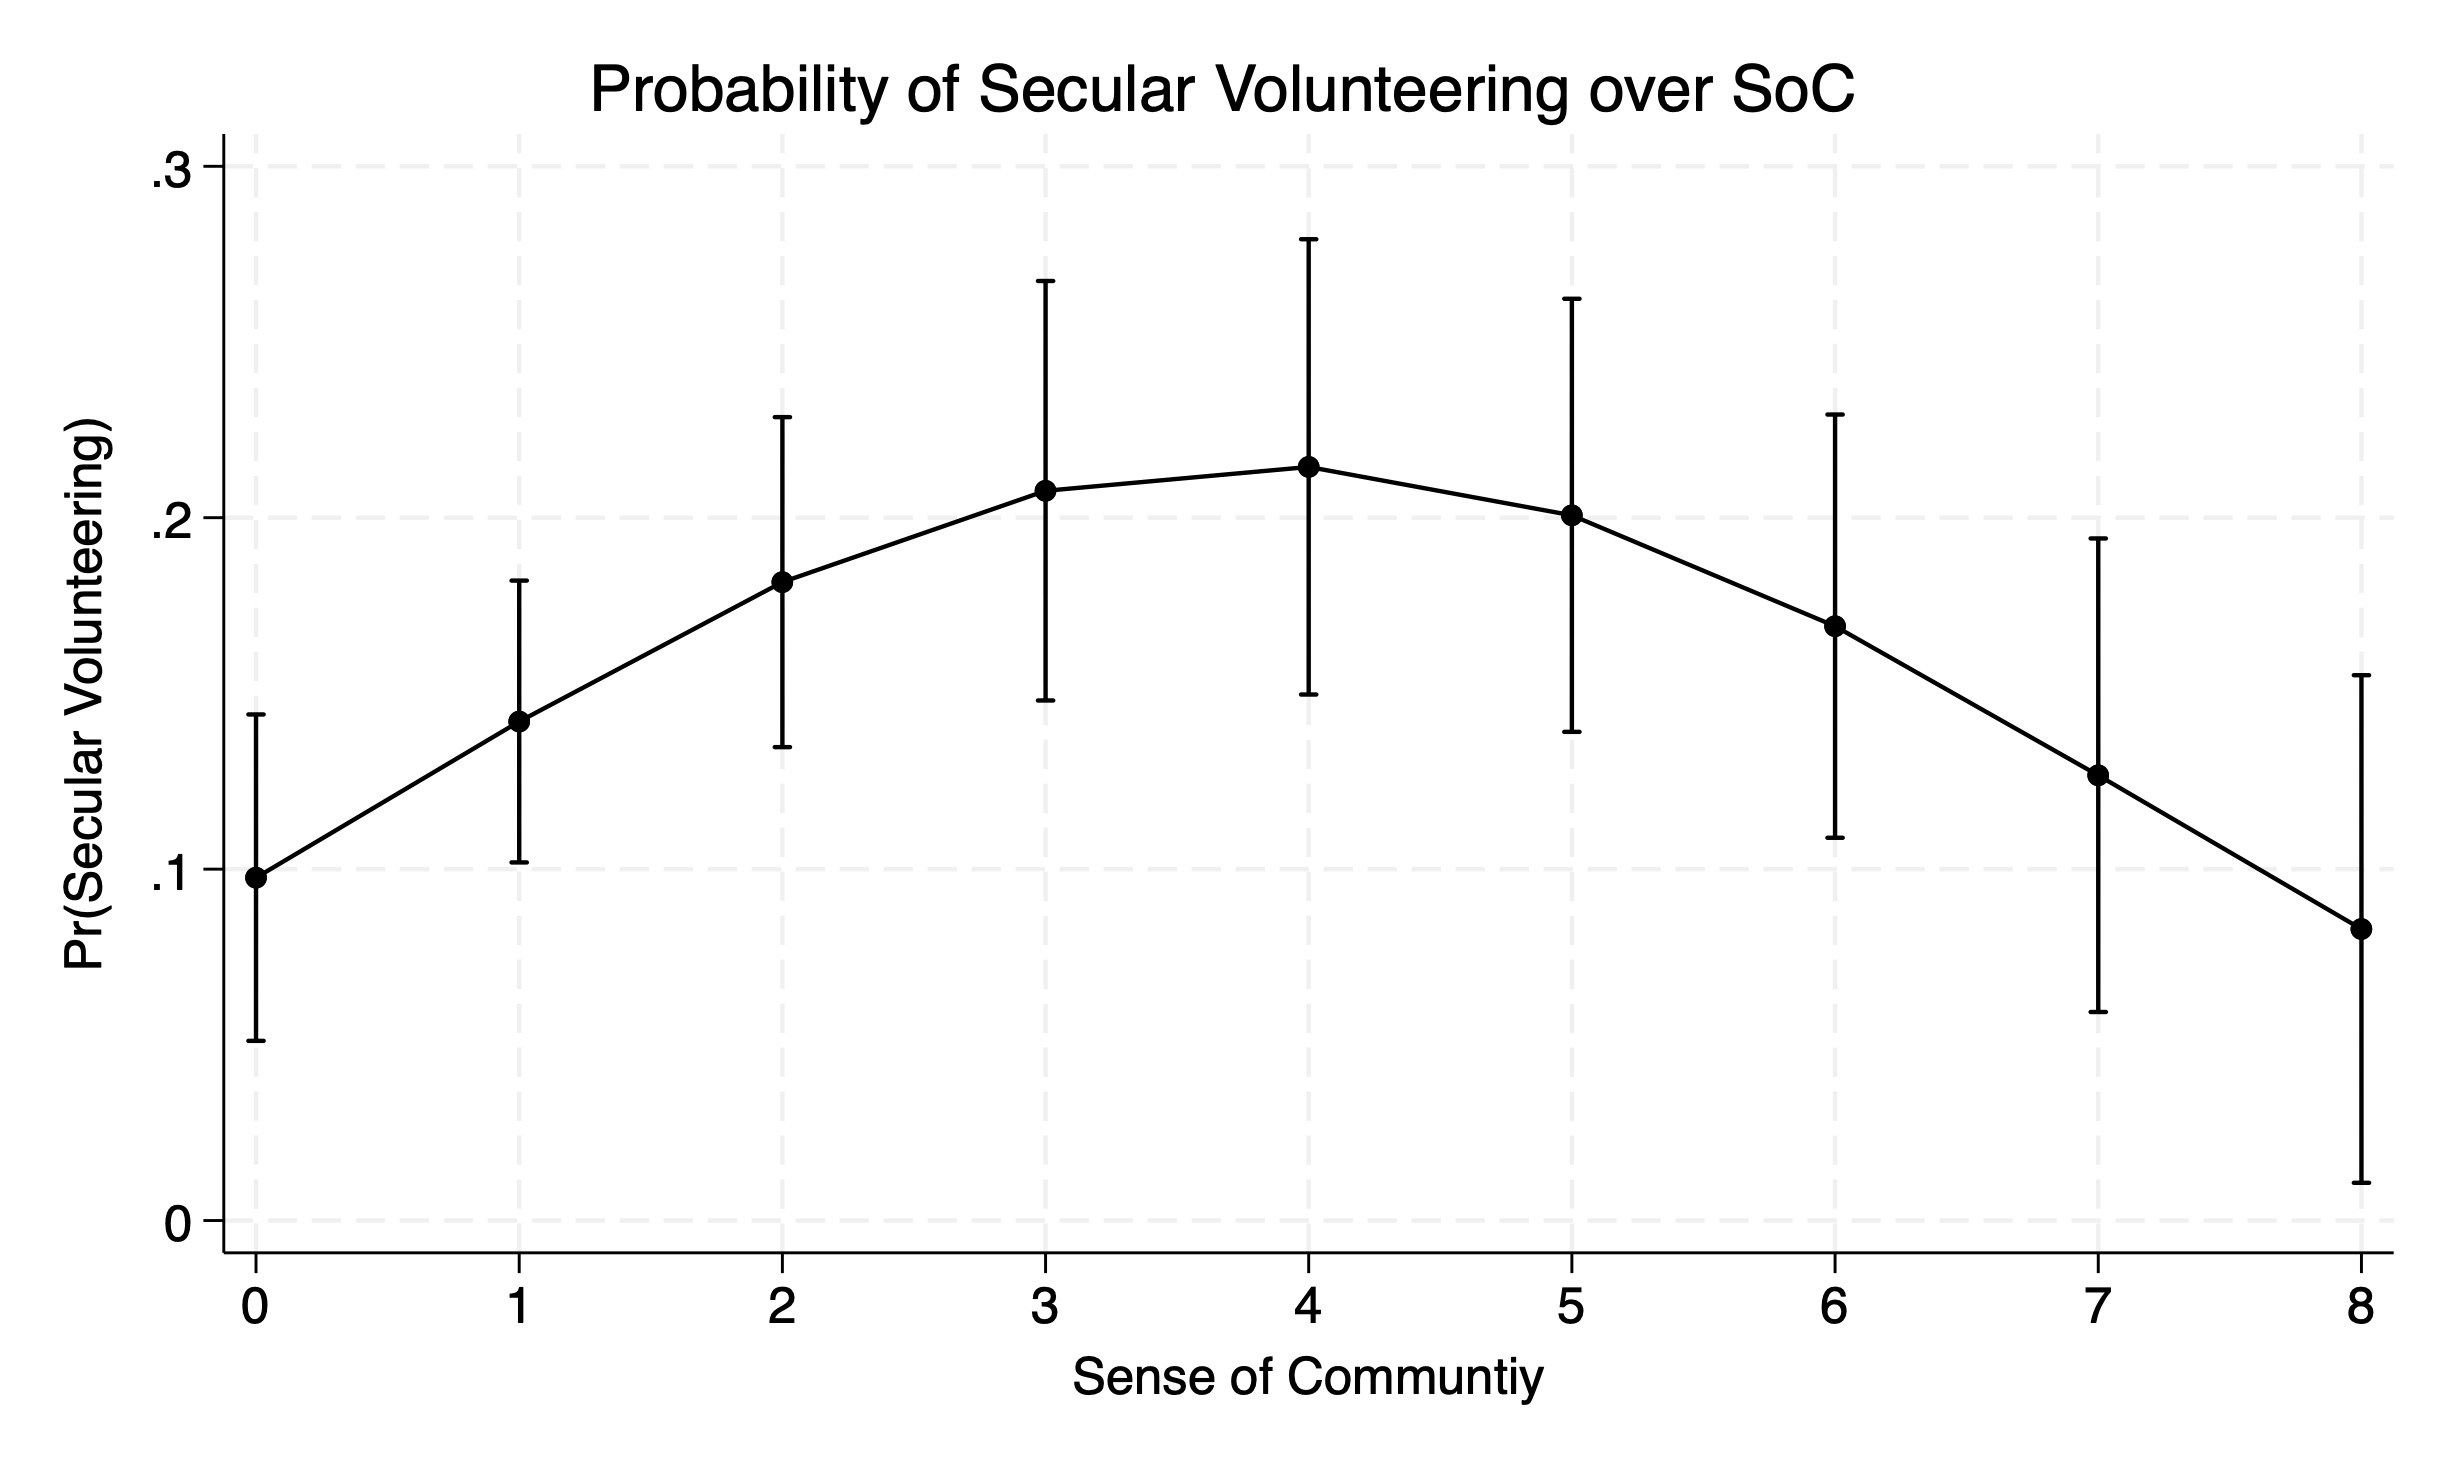 Probability of Secular Volunteering over SoC
.3
.2
.1
0
Pr(Secular Volunteering)
0 1 2 3 4 5 6 7 8
Sense of Communtiy